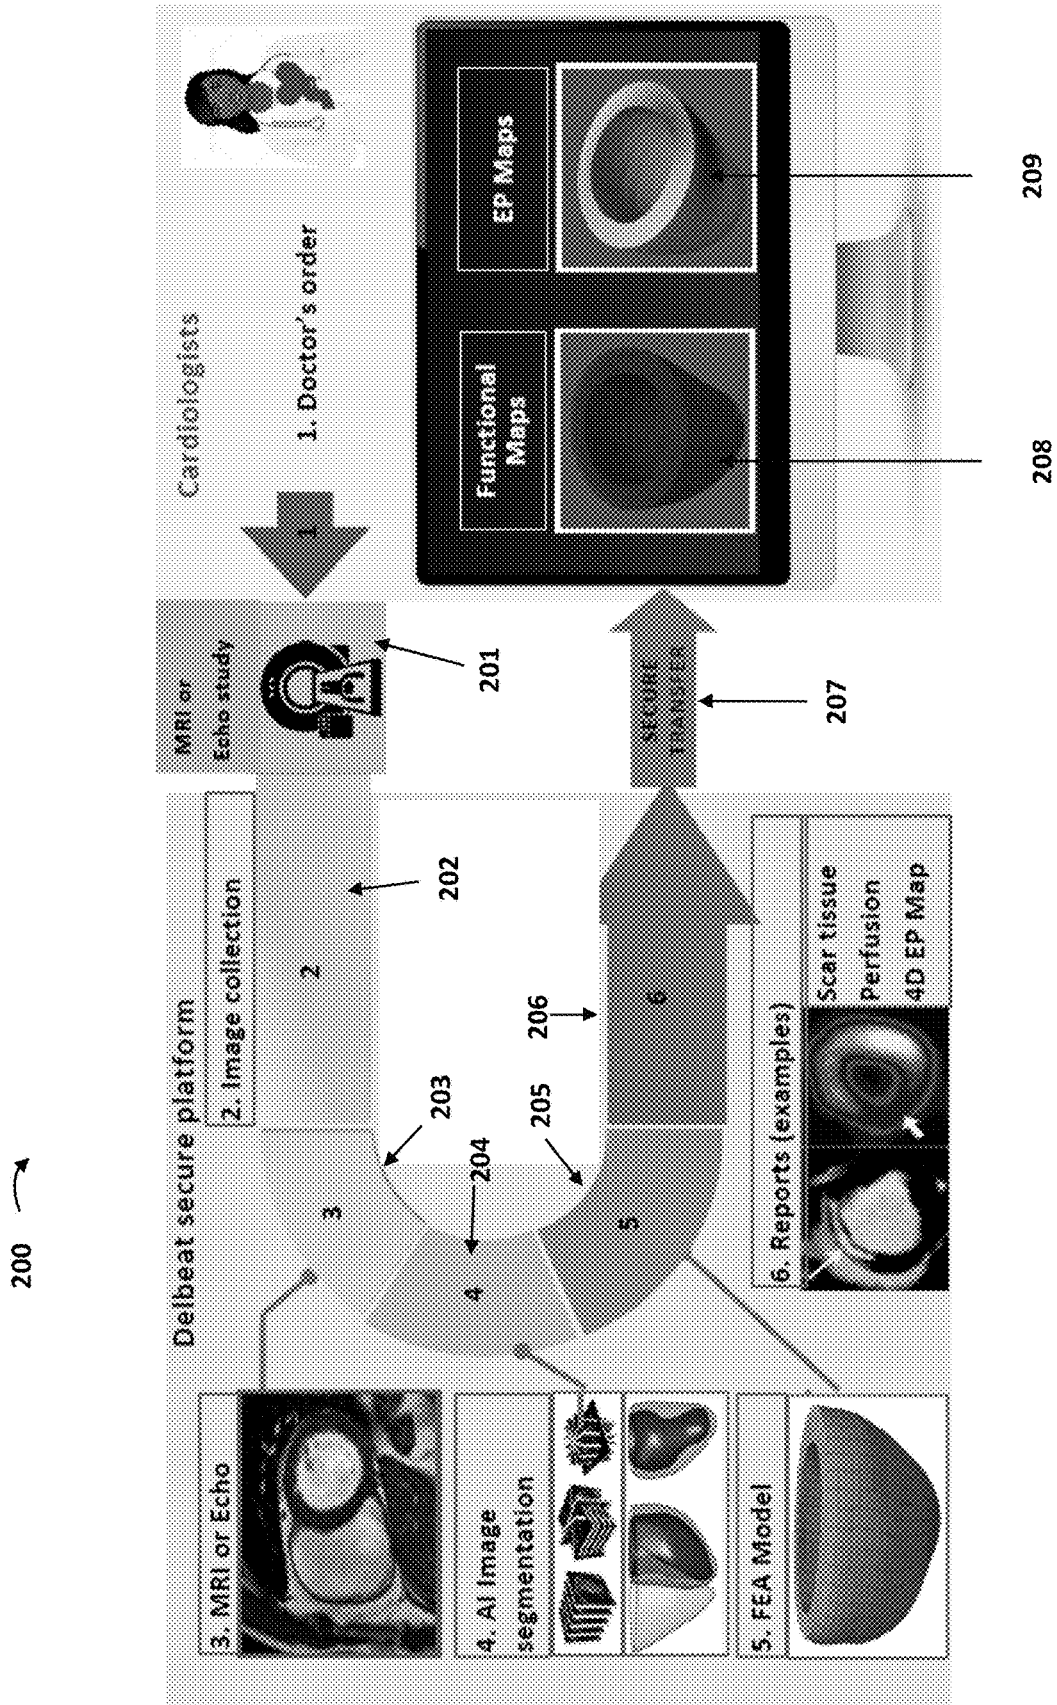 200
Delbeat secure platform
3. MRI or Echo
2. Image collection
MRI or
Echo study
1
Cardiologists
1. Doctor's order
3
2
203
202
201
4. AI Image
segmentation
4
204
205
206
5
6
SECURE
TRANSFER
207
Functional
Maps
EP Maps
208
209
5. FEA Model
6. Reports (examples)
Scar tissue
Perfusion
4D EP Map